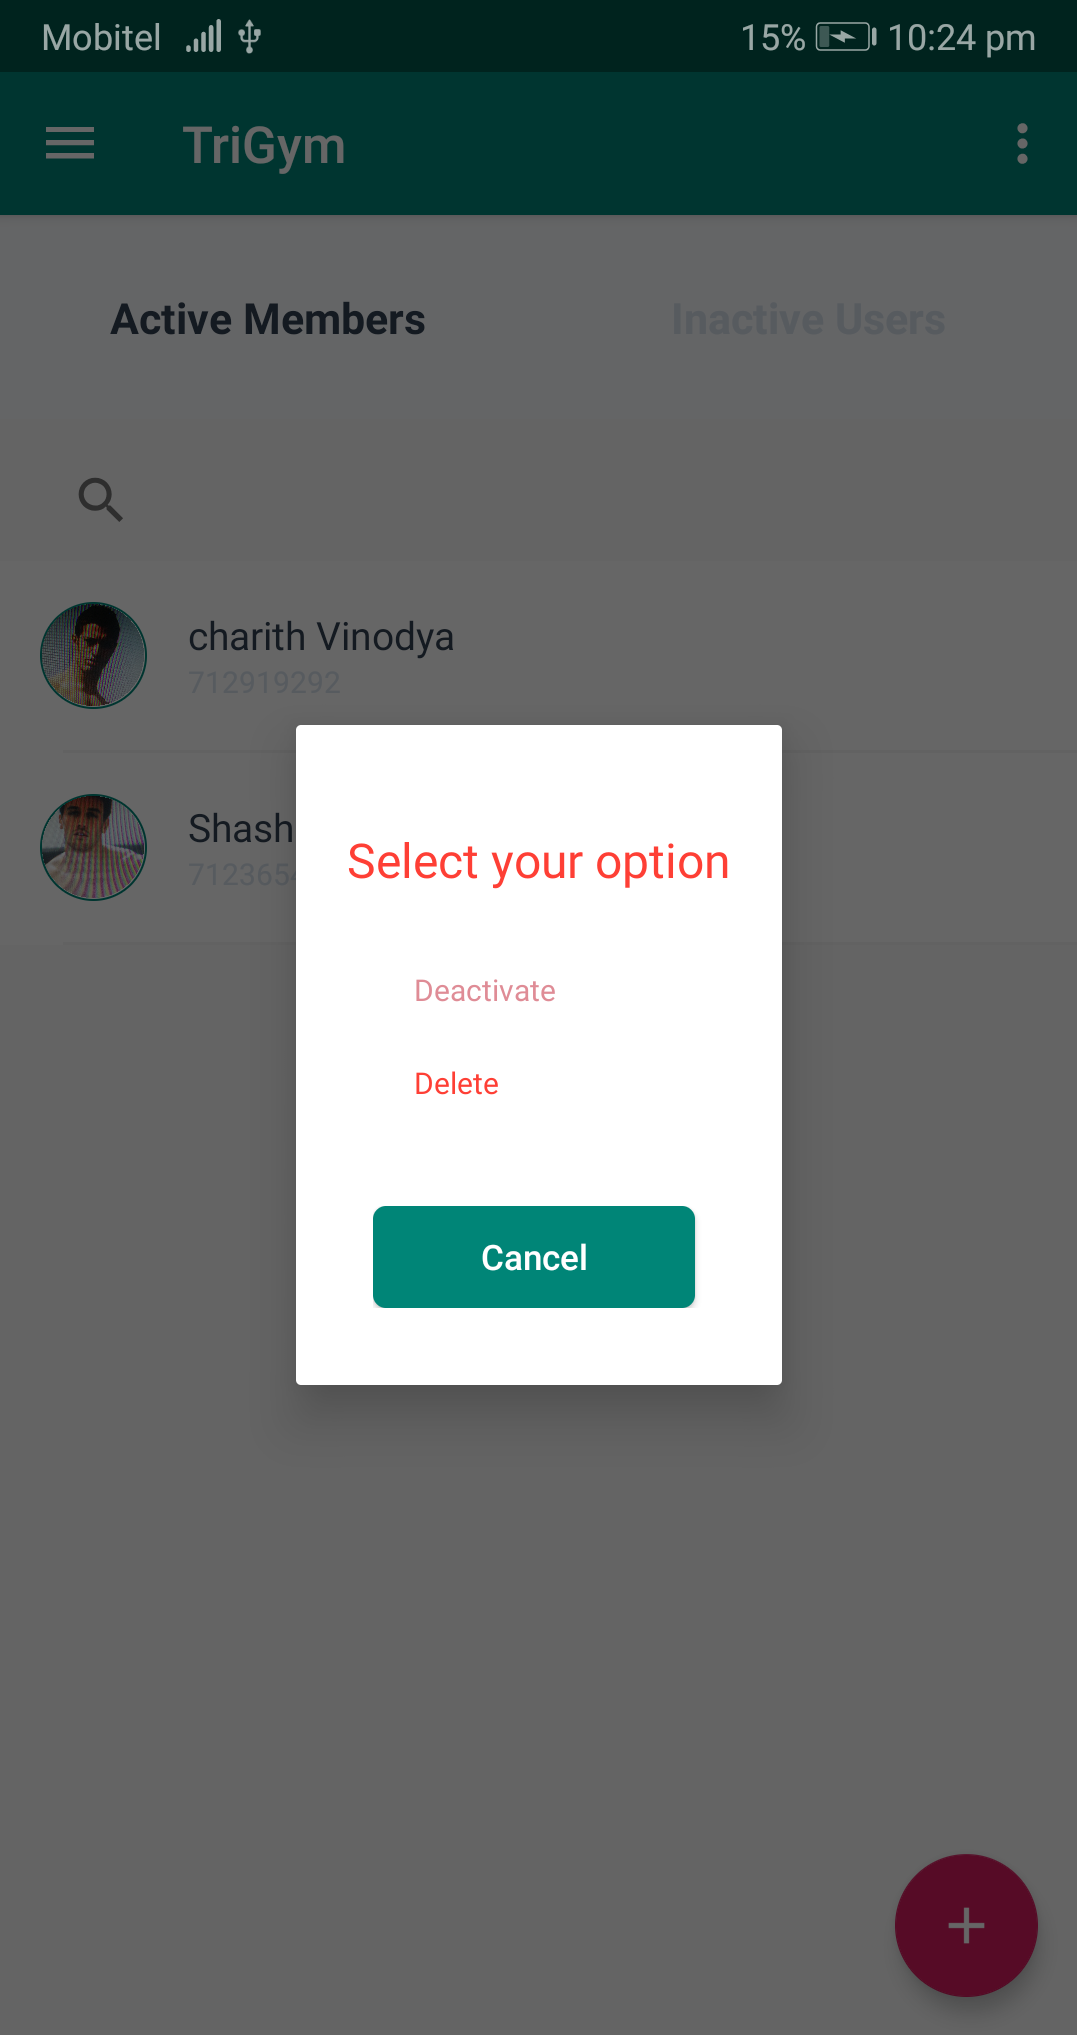 Mobitel 15% 10:24 pm
TriGym
Active Members Inactive Users
charith Vinodya
712919292
Shash
712365
Select your option
Deactivate
Delete
Cancel